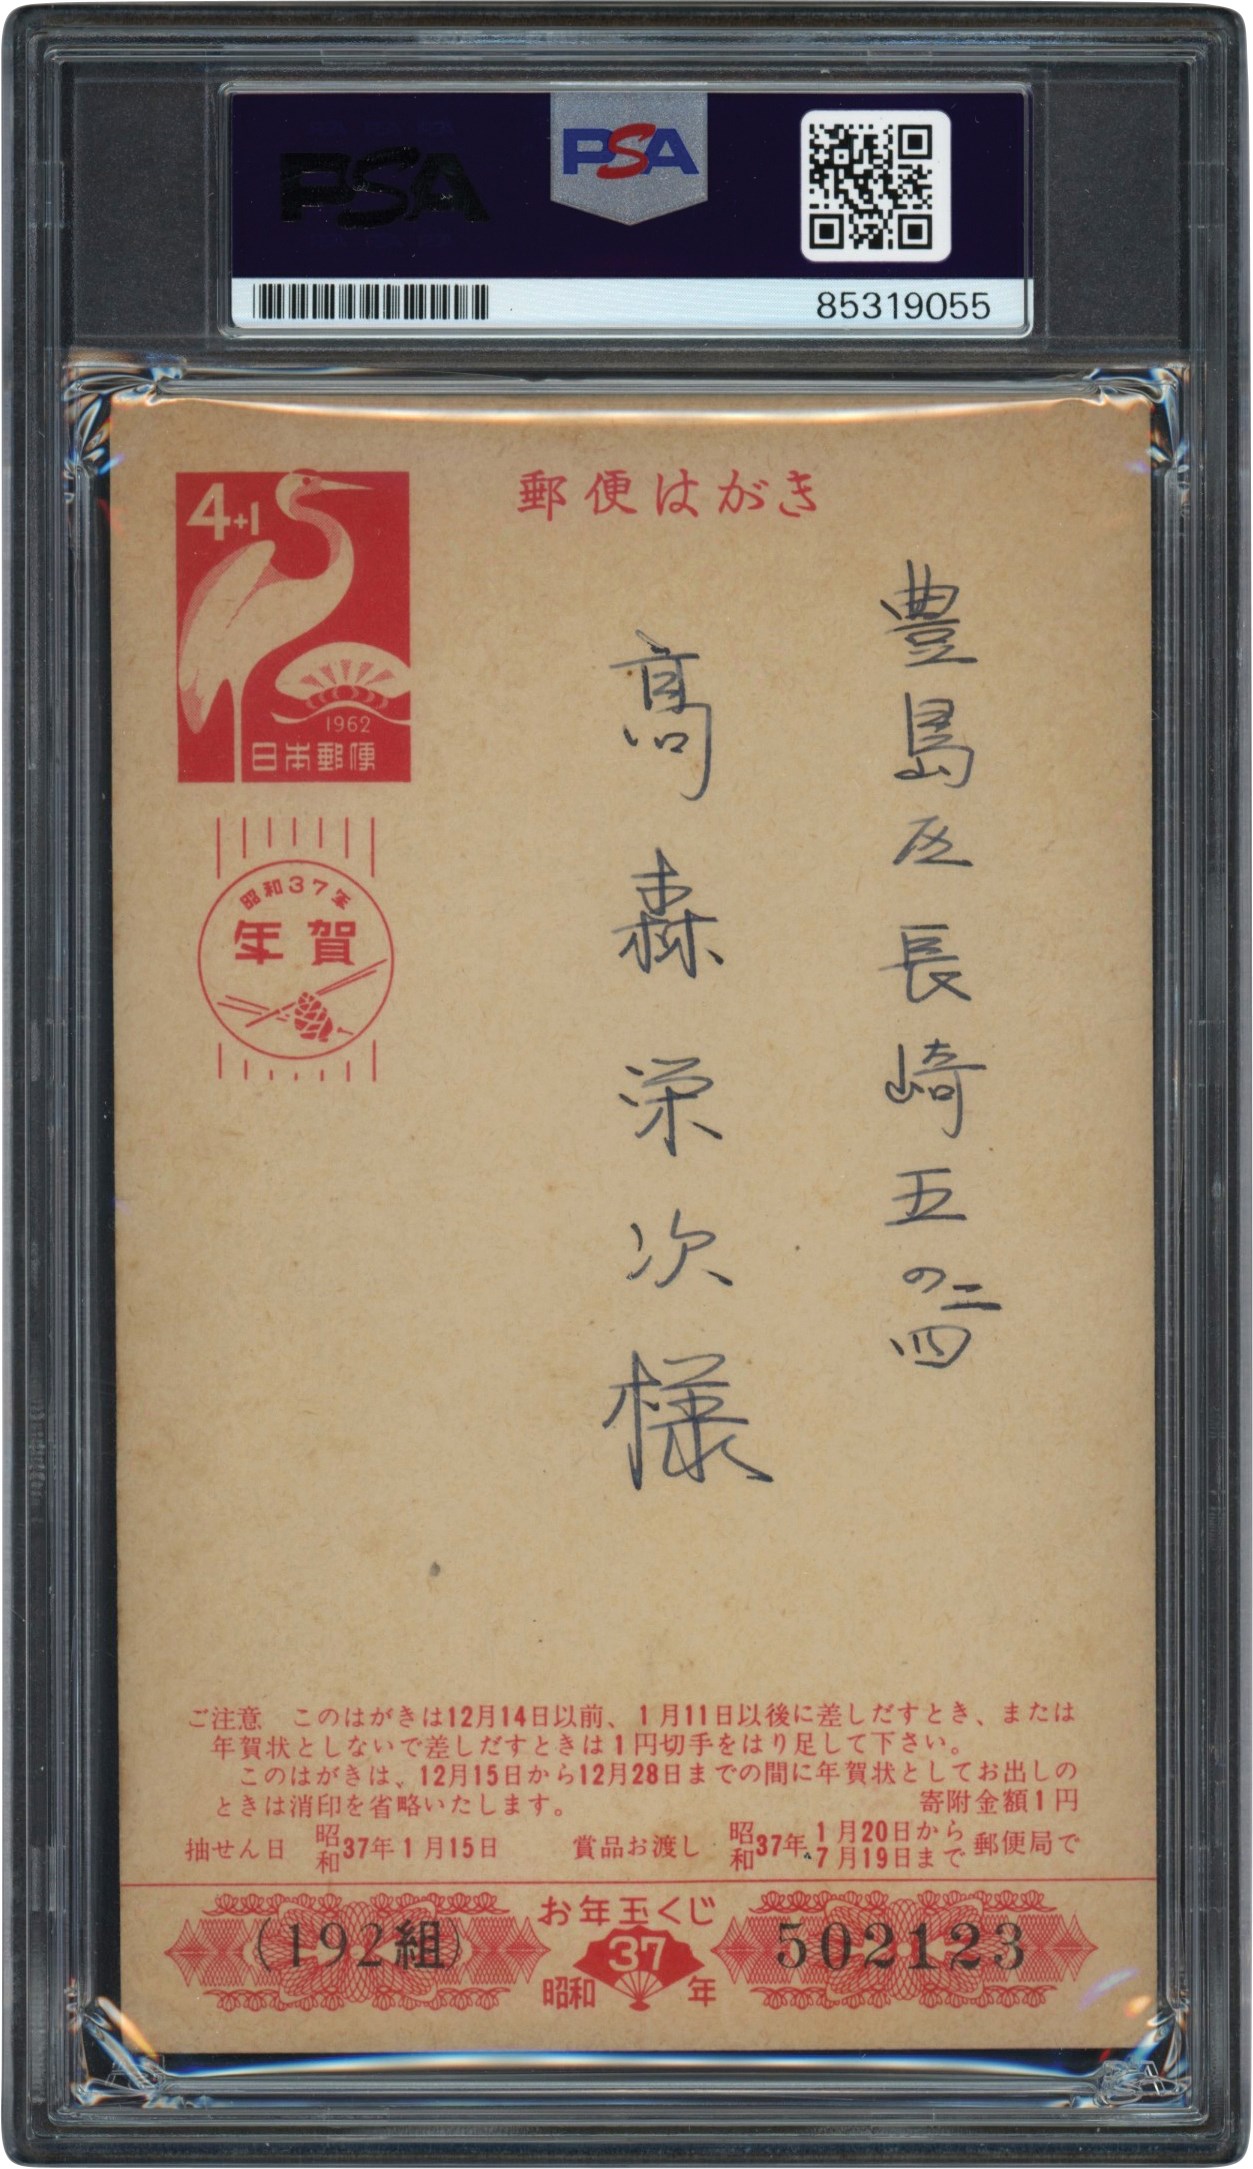 PSA
PSA
85319055
4+1
1962
日本郵便
郵便はがき
昭和37年
年賀
豊島区長崎五の二四
高森栄次様
ご注意　このはがきは12月14日以前、1月11日以後に差しだすとき、または
年賀状としないで差しだすときは1円切手をはり足して下さい。
このはがきは、12月15日から12月28日までの間に年賀状としてお出しの
ときは消印を省略いたします。　寄附金額1円
抽せん日　昭和37年1月15日　賞品お渡し　昭和37年1月20日から7月19日まで郵便局で
(192組)
お年玉くじ
昭和37年
502123